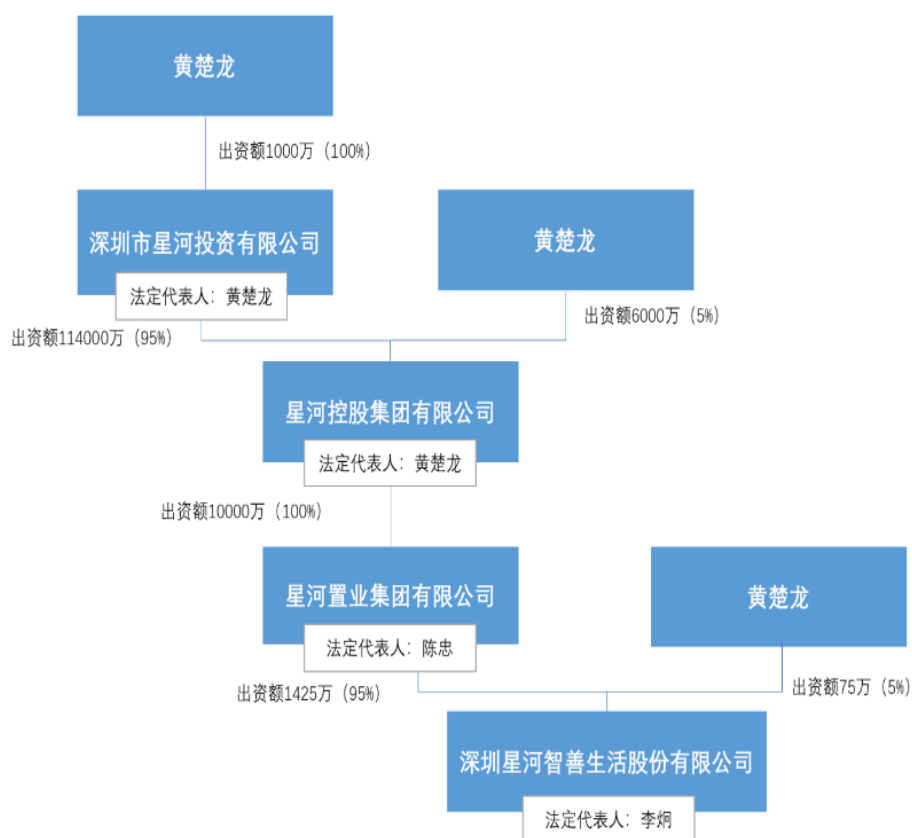 黄楚龙
出资额1000万（100%）
深圳市星河投资有限公司
黄楚龙
法定代表人：黄楚龙
出资额6000万（5%）
出资额114000万（95%）
星河控股集团有限公司
法定代表人：黄楚龙
出资额10000万（100%）
星河置业集团有限公司
黄楚龙
法定代表人：陈忠
出资额1425万（95%）
出资额75万（5%）
深圳星河智善生活股份有限公司
法定代表人：李炯